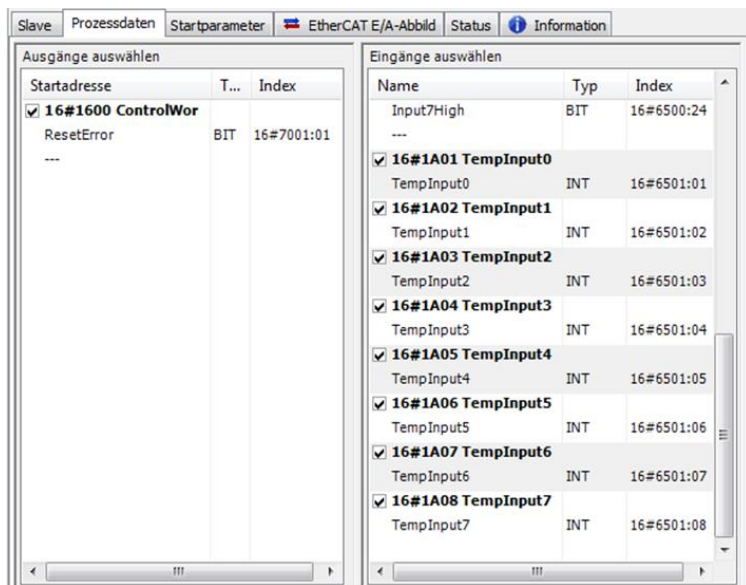 Slave Prozessdaten Startparameter EtherCAT E/A-Abbild Status Information
Ausgänge auswählen
Startadresse T... Index
16#1600 ControlWor
ResetError BIT 16#7001:01
---
Eingänge auswählen
Name Typ Index
Input7High BIT 16#6500:24
---
16#1A01 TempInput0
TempInput0 INT 16#6501:01
16#1A02 TempInput1
TempInput1 INT 16#6501:02
16#1A03 TempInput2
TempInput2 INT 16#6501:03
16#1A04 TempInput3
TempInput3 INT 16#6501:04
16#1A05 TempInput4
TempInput4 INT 16#6501:05
16#1A06 TempInput5
TempInput5 INT 16#6501:06
16#1A07 TempInput6
TempInput6 INT 16#6501:07
16#1A08 TempInput7
TempInput7 INT 16#6501:08